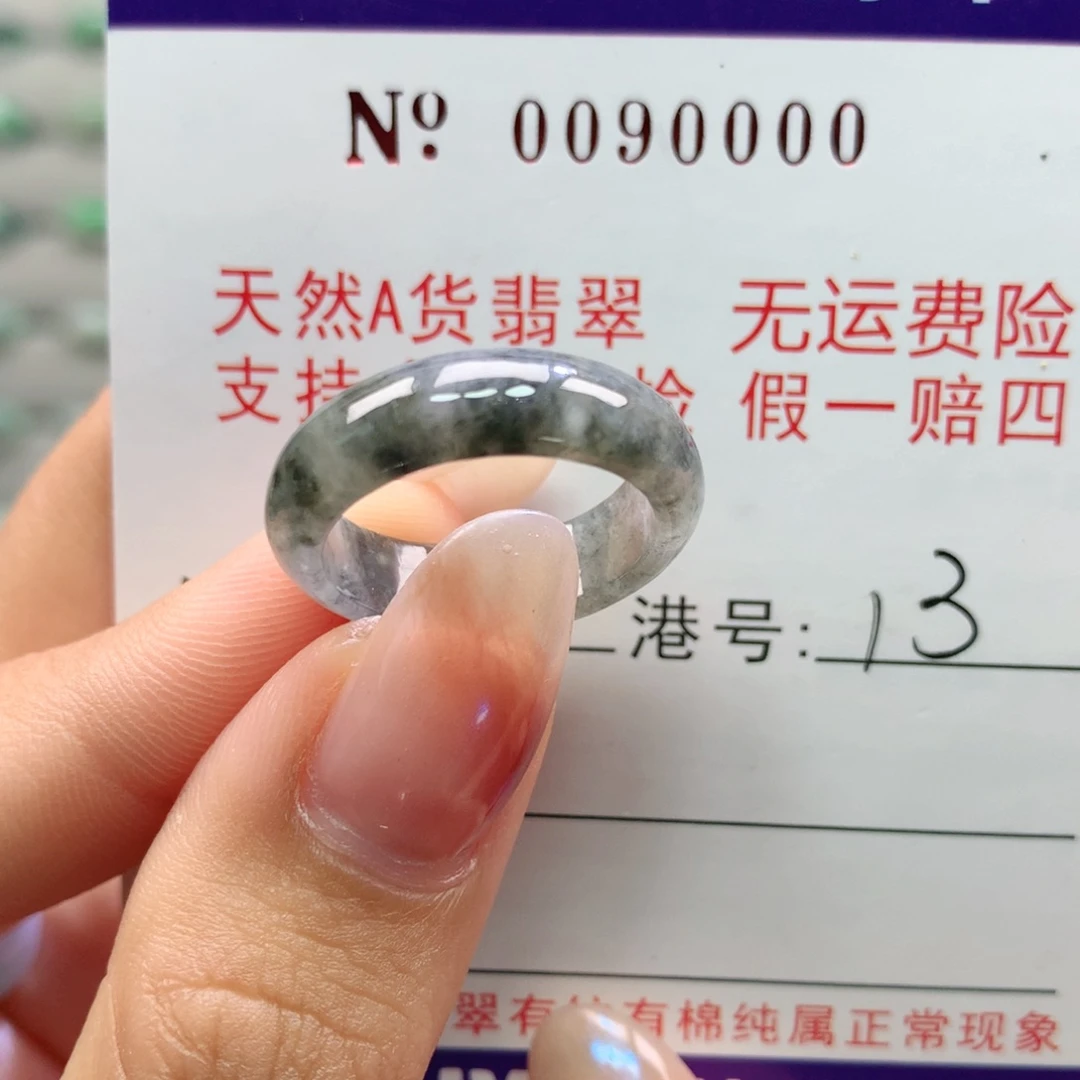 № 0090000
天然A货翡翠 无运费险
支持 检 假一赔四
港号: 13
翠有 有棉纯属正常现象